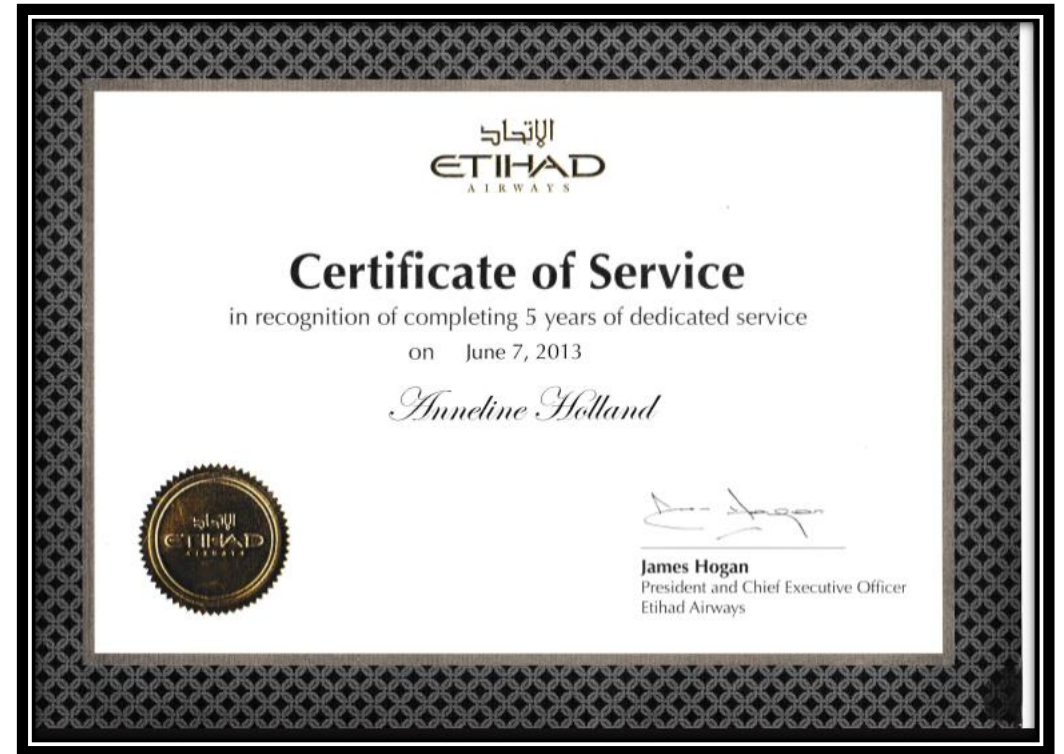 الإتحاد
ETIHAD
AIRWAYS
Certificate of Service
in recognition of completing 5 years of dedicated service
on June 7, 2013
Anneline Holland
الإتحاد
ETIHAD
AIRWAYS
James Hogan
President and Chief Executive Officer
Etihad Airways